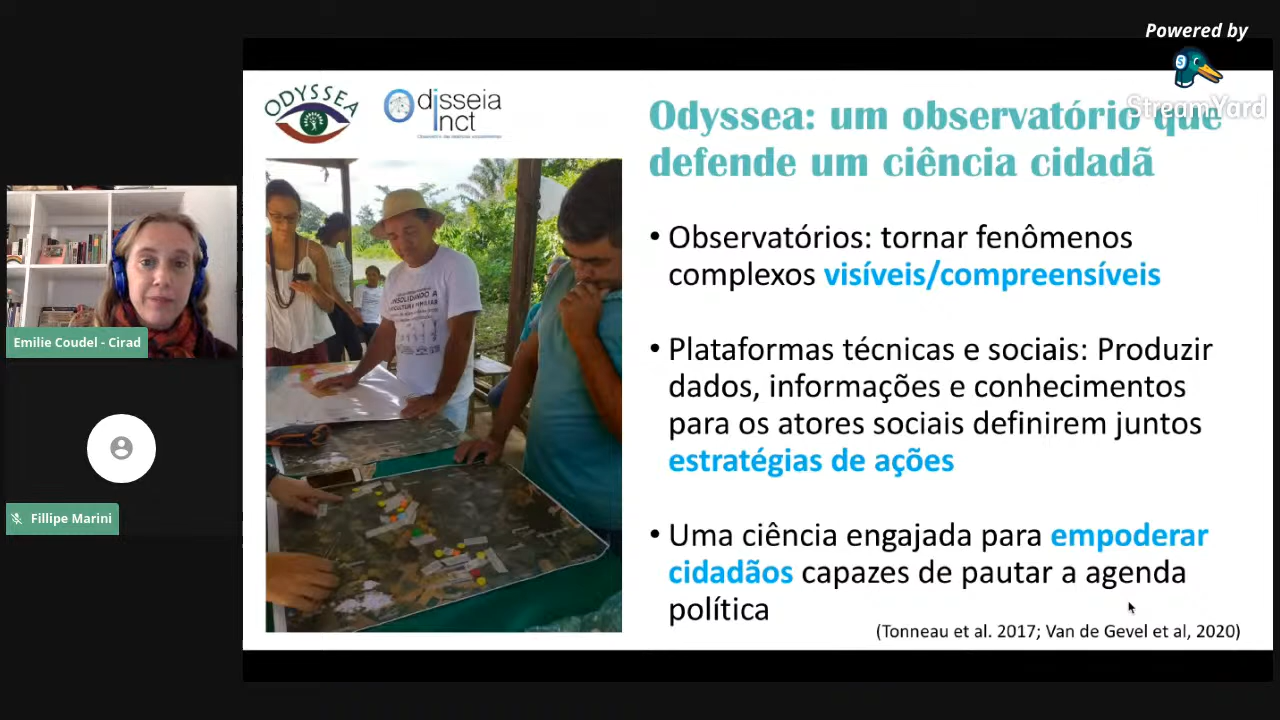 Powered by
StreamYard
ODYSSEA
Odisseia
Inct
Odyssea: um observatório que
defende um ciência cidadã
• Observatórios: tornar fenômenos
complexos visíveis/compreensíveis
• Plataformas técnicas e sociais: Produzir
dados, informações e conhecimentos
para os atores sociais definirem juntos
estratégias de ações
• Uma ciência engajada para empoderar
cidadãos capazes de pautar a agenda
política
(Tonneau et al. 2017; Van de Gevel et al, 2020)
Emilie Coudel - Cirad
Fillipe Marini